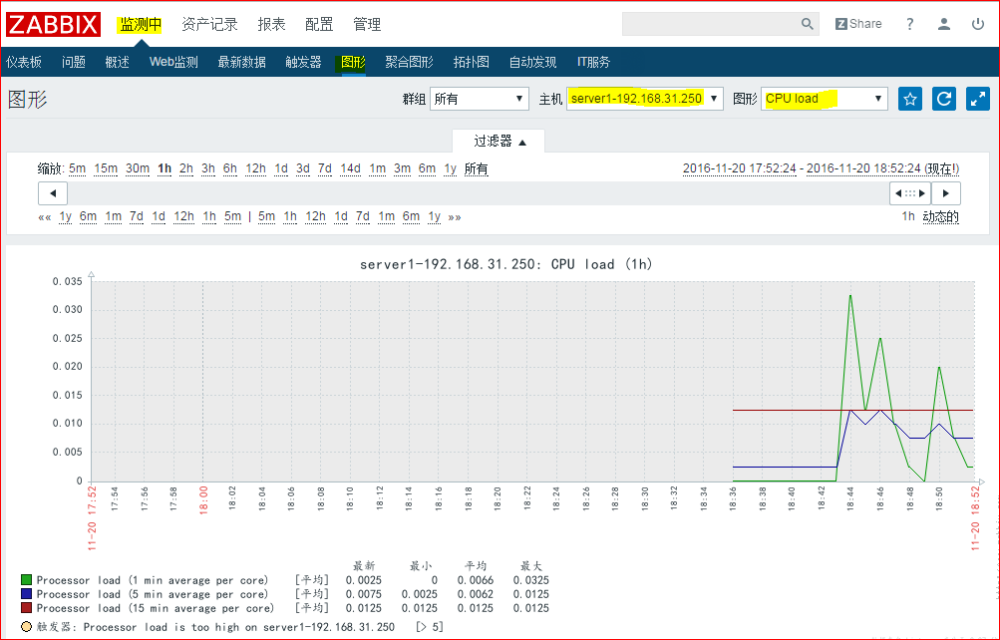 ZABBIX 监测中 资产记录 报表 配置 管理 Z Share ?
仪表板 问题 概述 Web监测 最新数据 触发器 图形 聚合图形 拓扑图 自动发现 IT服务
图形 群组 所有 主机 server1-192.168.31.250 图形 CPU load
过滤器
缩放: 5m 15m 30m 1h 2h 3h 6h 12h 1d 3d 7d 14d 1m 3m 6m 1y 所有 2016-11-20 17:52:24 - 2016-11-20 18:52:24 (现在!)
«« 1y 6m 1m 7d 1d 12h 1h 5m | 5m 1h 12h 1d 7d 1m 6m 1y »» 1h 动态的
server1-192.168.31.250: CPU load (1h)
0.035
0.030
0.025
0.020
0.015
0.010
0.005
0
11-20 17:52 17:54 17:56 17:58 18:00 18:02 18:04 18:06 18:08 18:10 18:12 18:14 18:16 18:18 18:20 18:22 18:24 18:26 18:28 18:30 18:32 18:34 18:36 18:38 18:40 18:42 18:44 18:46 18:48 18:50 11-20 18:52
最新 最小 平均 最大
Processor load (1 min average per core) [平均] 0.0025 0 0.0066 0.0325
Processor load (5 min average per core) [平均] 0.0075 0.0025 0.0062 0.0125
Processor load (15 min average per core) [平均] 0.0125 0.0125 0.0125 0.0125
触发器: Processor load is too high on server1-192.168.31.250 [> 5]